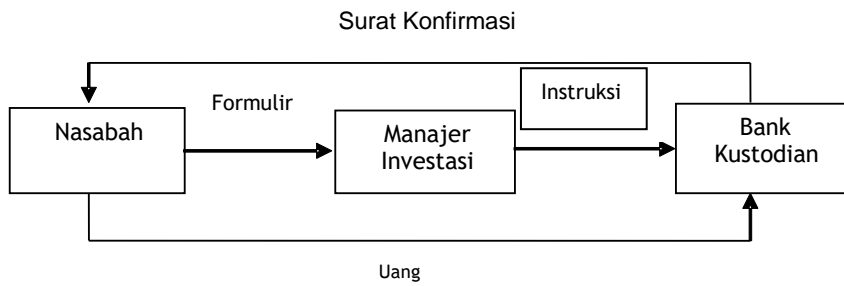 Surat Konfirmasi
Formulir
Instruksi
Nasabah
Manajer
Investasi
Bank
Kustodian
Uang